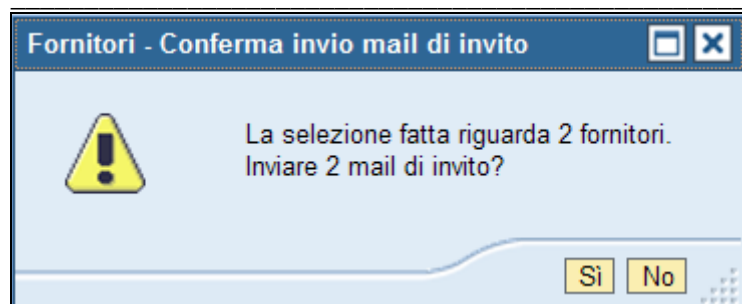 Fornitori - Conferma invio mail di invito
La selezione fatta riguarda 2 fornitori.
Inviare 2 mail di invito?
Sì No